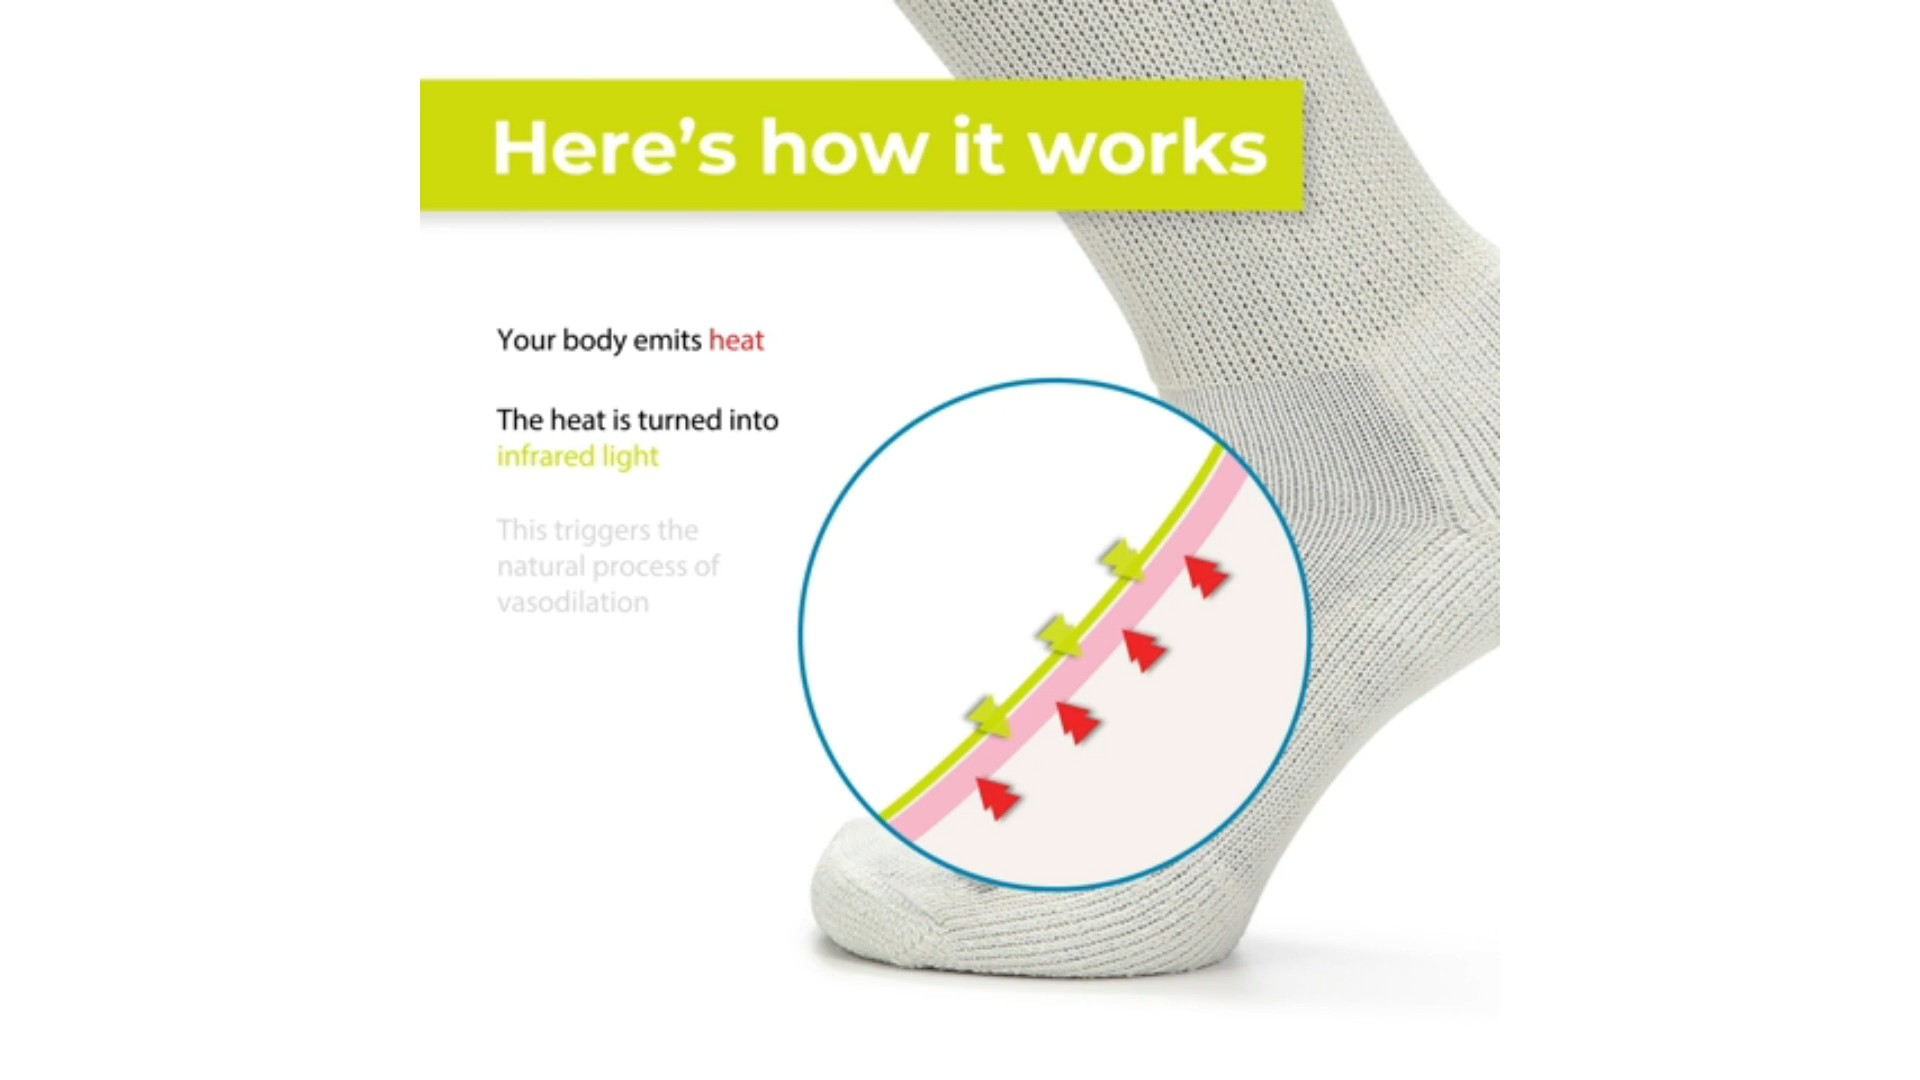 Here’s how it works
Your body emits heat
The heat is turned into
infrared light
This triggers the
natural process of
vasodilation